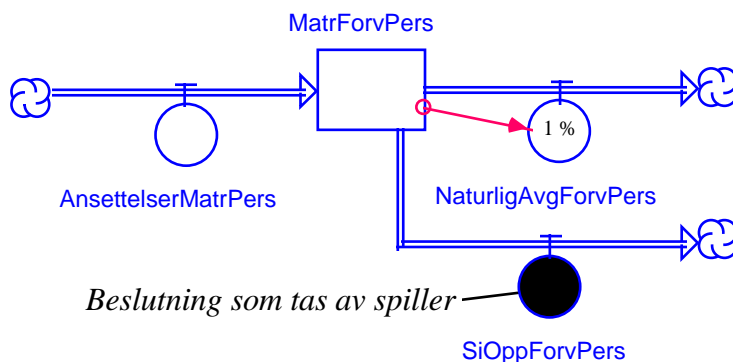 MatrForvPers
1 %
AnsettelserMatrPers
NaturligAvgForvPers
Beslutning som tas av spiller
SiOppForvPers